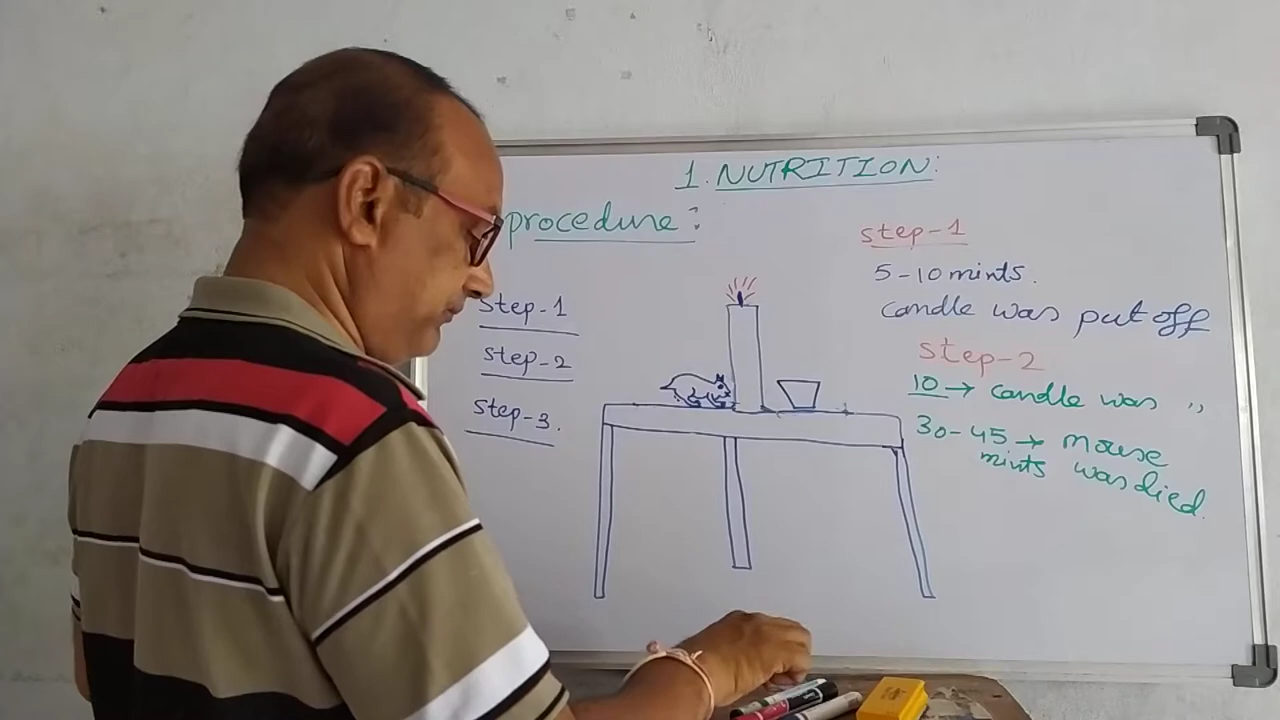 1. NUTRITION:
procedure:
Step-1
step-2
step-3.
step-1
5-10 mints.
candle was put off
step-2
10 → candle was ,,
30-45 → mouse
mints was died.